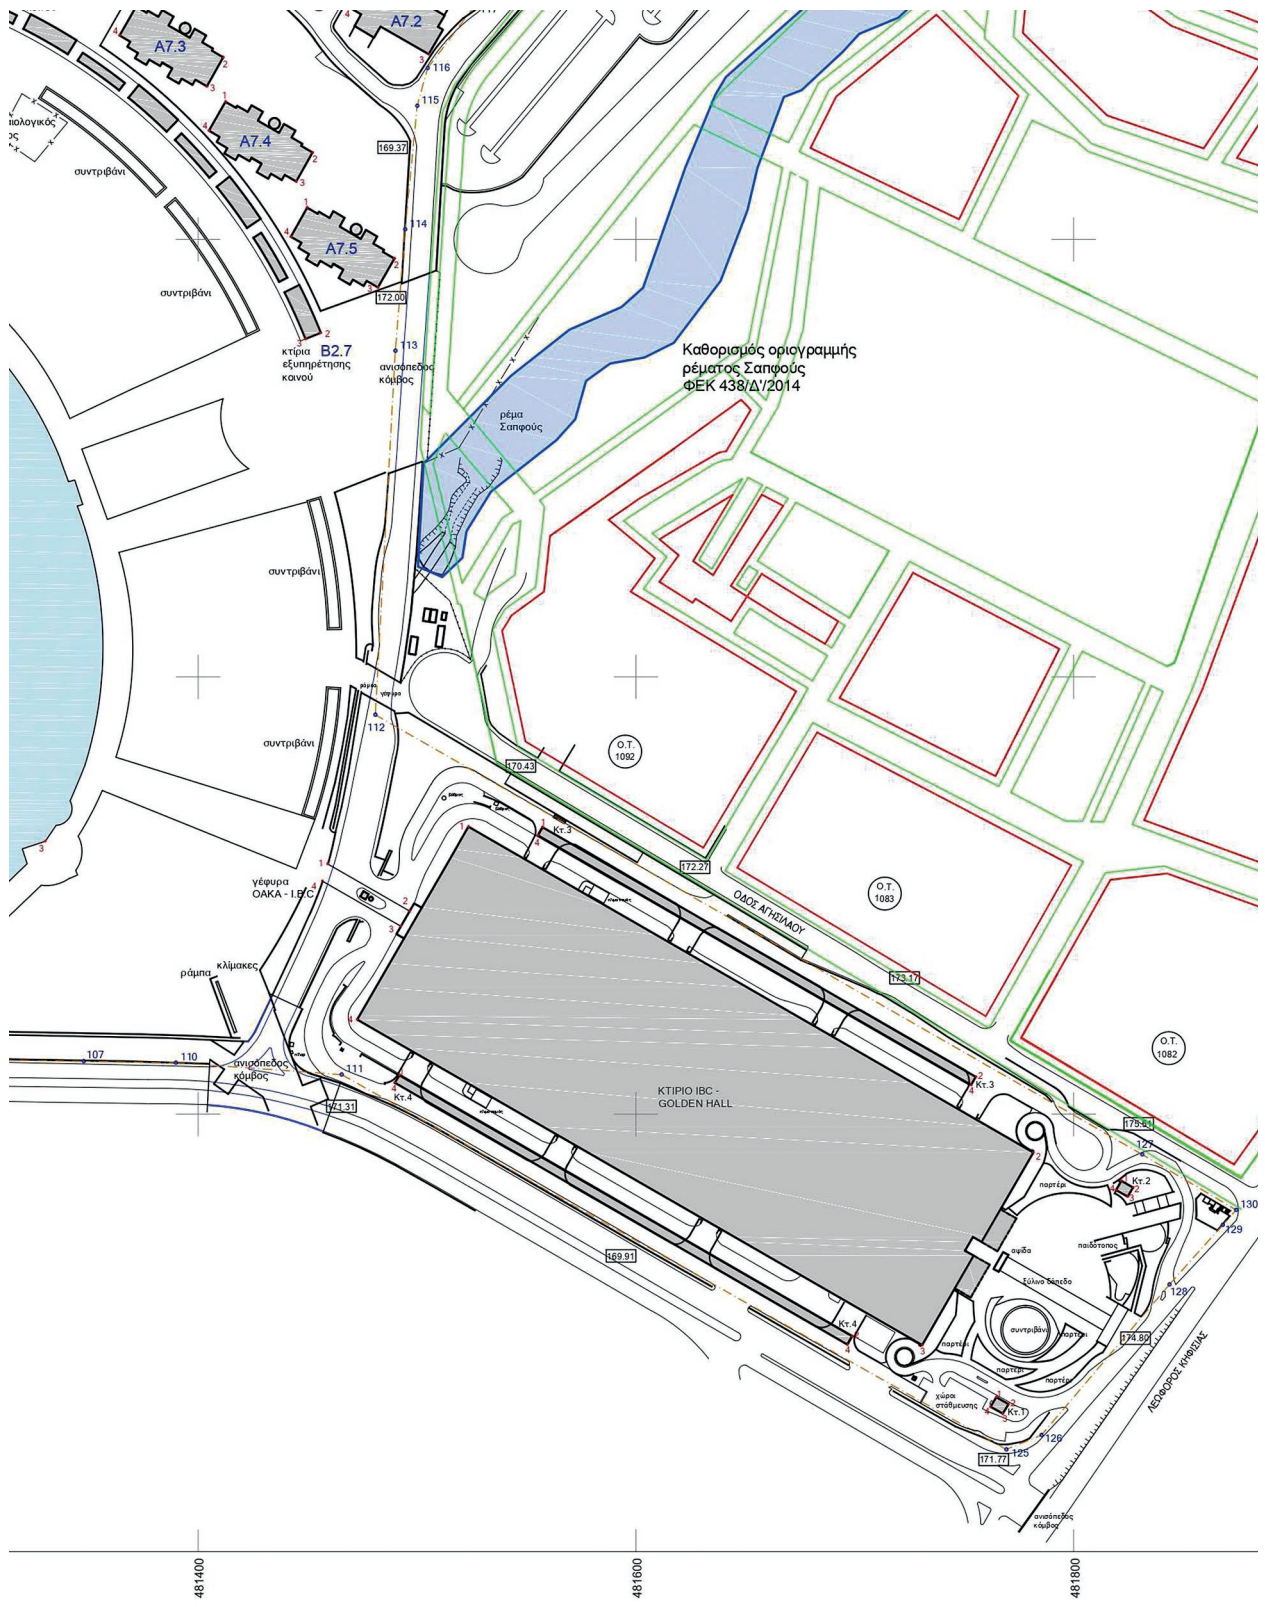 A7.2
A7.3
A7.4
A7.5
116
115
169.37
114
172.00
113
συντριβάνι
συντριβάνι
κτίρια
εξυπηρέτησης
κοινού
B2.7
ανισόπεδος
κόμβος
Καθορισμός οριογραμμής
ρέματος Σαπφούς
ΦΕΚ 438/Δ'/2014
ρέμα
Σαπφούς
συντριβάνι
ράμπα
γέφυρα
112
συντριβάνι
170.43
Ο.Τ.
1092
Κτ.3
172.27
Ο.Τ.
1083
ΟΔΟΣ ΑΓΗΣΙΛΑΟΥ
γέφυρα
ΟΑΚΑ - I.B.C
ράμπα
κλίμακες
173.17
Ο.Τ.
1082
107
110
ανισόπεδος
κόμβος
111
171.31
Κτ.4
ΚΤΙΡΙΟ IBC -
GOLDEN HALL
Κτ.3
175.51
127
Κτ.2
παρτέρι
130
129
αψίδα
παιδότοπος
ξύλινο δάπεδο
128
169.91
Κτ.4
συντριβάνι
παρτέρι
174.80
παρτέρι
παρτέρι
παρτέρι
ΛΕΩΦΟΡΟΣ ΚΗΦΙΣΙΑΣ
χώροι
στάθμευσης
Κτ.1
126
125
171.77
ανισόπεδος
κόμβος
481400
481600
481800